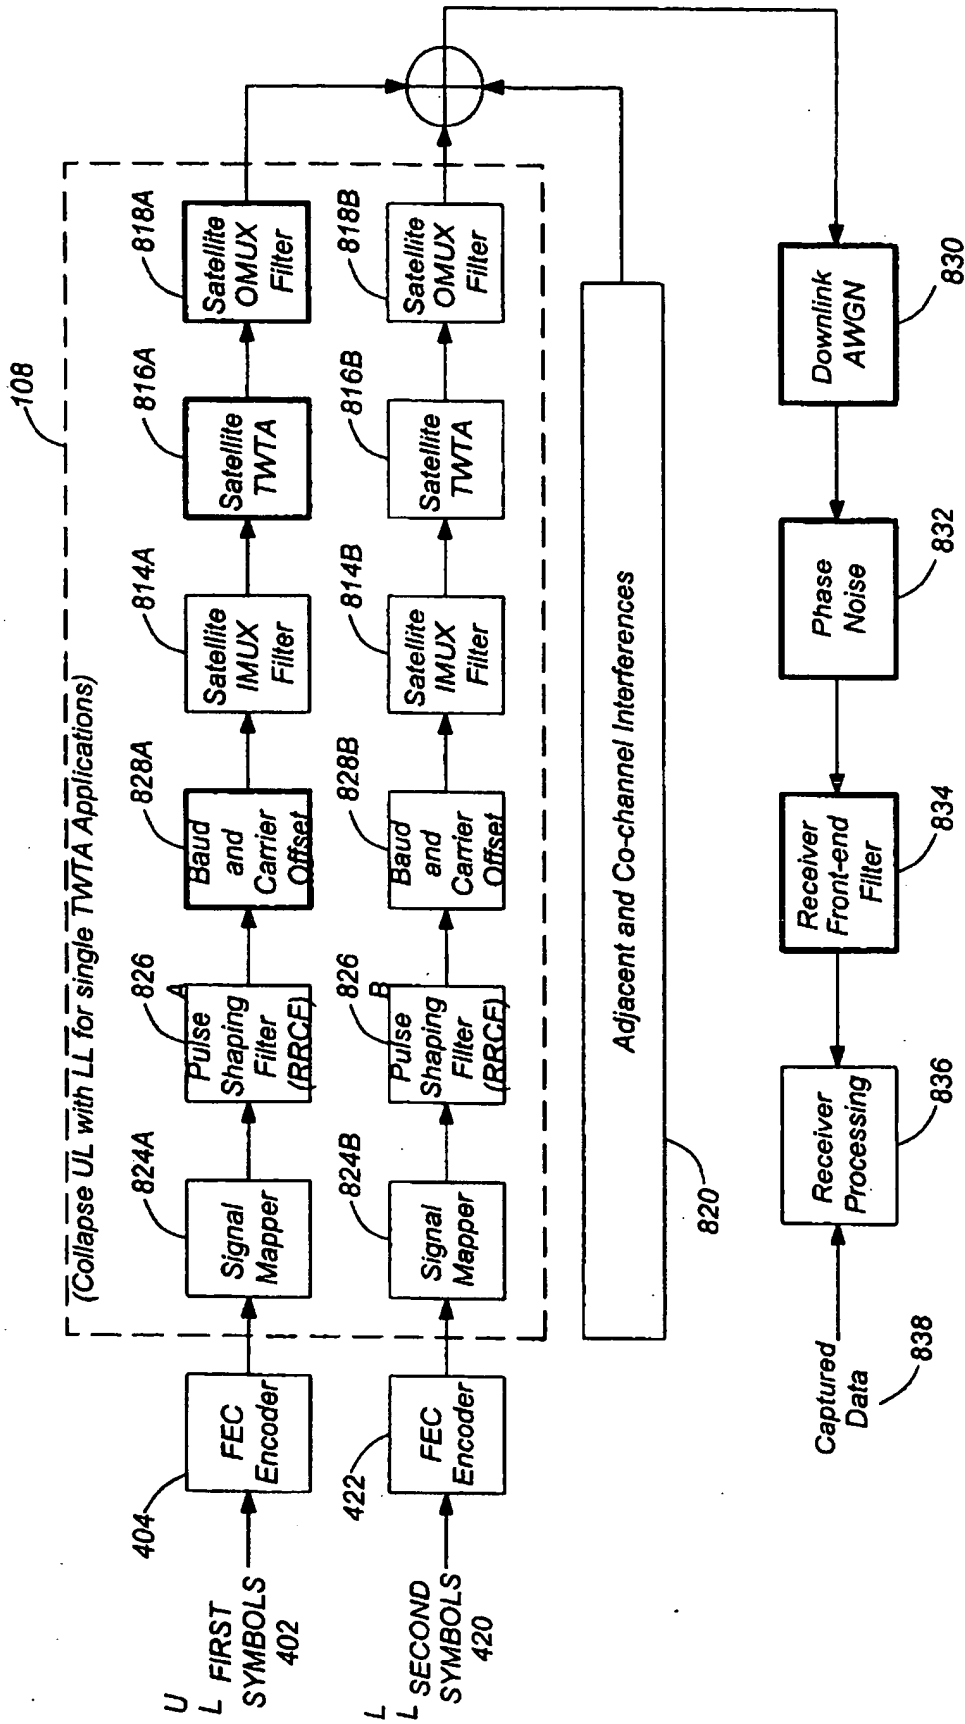 108
(Collapse UL with LL for single TWTA Applications)
U
L FIRST
SYMBOLS
402
404
FEC
Encoder
824A
Signal
Mapper
826
A
Pulse
Shaping
Filter
(RRCF)
828A
Baud
and
Carrier
Offset
814A
Satellite
IMUX
Filter
816A
Satellite
TWTA
818A
Satellite
OMUX
Filter
L
L SECOND
SYMBOLS
420
422
FEC
Encoder
824B
Signal
Mapper
826
B
Pulse
Shaping
Filter
(RRCF)
828B
Baud
and
Carrier
Offset
814B
Satellite
IMUX
Filter
816B
Satellite
TWTA
818B
Satellite
OMUX
Filter
Adjacent and Co-channel Interferences
820
Captured
Data
838
Receiver
Processing
836
Receiver
Front-end
Filter
834
Phase
Noise
832
Downlink
AWGN
830